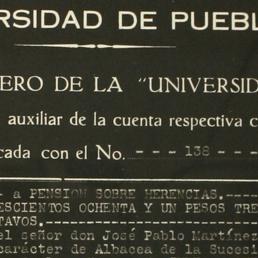 RSIDAD DE PUEBL
ERO DE LA "UNIVERSID
auxiliar de la cuenta respectiva c
cada con el No. - - - 138 - - -
- a PENSION SOBRE HERENCIAS.------
ESCIENTOS OCHENTA Y UN PESOS TRE
TAVOS.--------------------
el señor don José Pablo Martínez
carácter de Albacea de la Sucesi